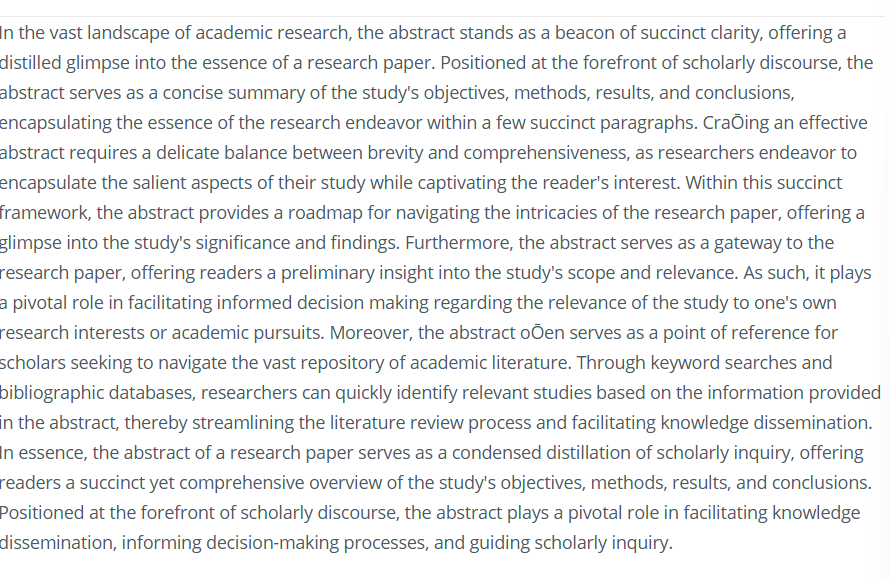 In the vast landscape of academic research, the abstract stands as a beacon of succinct clarity, offering a
distilled glimpse into the essence of a research paper. Positioned at the forefront of scholarly discourse, the
abstract serves as a concise summary of the study's objectives, methods, results, and conclusions,
encapsulating the essence of the research endeavor within a few succinct paragraphs. CraŌing an effective
abstract requires a delicate balance between brevity and comprehensiveness, as researchers endeavor to
encapsulate the salient aspects of their study while captivating the reader's interest. Within this succinct
framework, the abstract provides a roadmap for navigating the intricacies of the research paper, offering a
glimpse into the study's significance and findings. Furthermore, the abstract serves as a gateway to the
research paper, offering readers a preliminary insight into the study's scope and relevance. As such, it plays
a pivotal role in facilitating informed decision making regarding the relevance of the study to one's own
research interests or academic pursuits. Moreover, the abstract oŌen serves as a point of reference for
scholars seeking to navigate the vast repository of academic literature. Through keyword searches and
bibliographic databases, researchers can quickly identify relevant studies based on the information provided
in the abstract, thereby streamlining the literature review process and facilitating knowledge dissemination.
In essence, the abstract of a research paper serves as a condensed distillation of scholarly inquiry, offering
readers a succinct yet comprehensive overview of the study's objectives, methods, results, and conclusions.
Positioned at the forefront of scholarly discourse, the abstract plays a pivotal role in facilitating knowledge
dissemination, informing decision-making processes, and guiding scholarly inquiry.